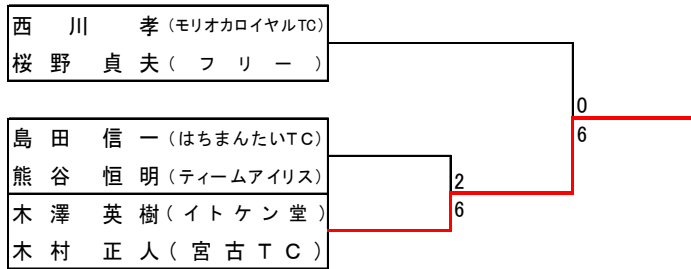 西川 孝(モリオカロイヤルTC)
桜野 貞夫(フリー)
0
島田 信一(はちまんたいTC)
6
熊谷 恒明(ティームアイリス)
2
木澤 英樹(イトケン堂)
6
木村 正人(宮古TC)